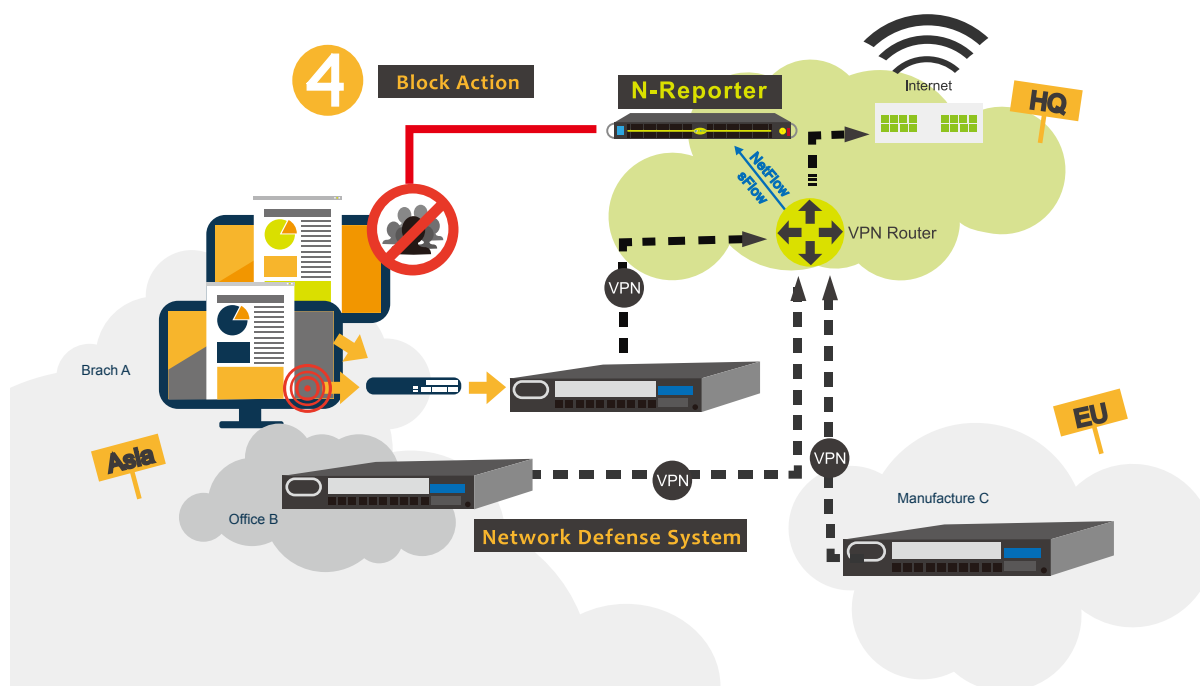 4
Block Action
N-Reporter
Internet
HQ
NetFlow
sFlow
VPN Router
VPN
Brach A
Asia
EU
VPN
VPN
Manufacture C
Office B
Network Defense System